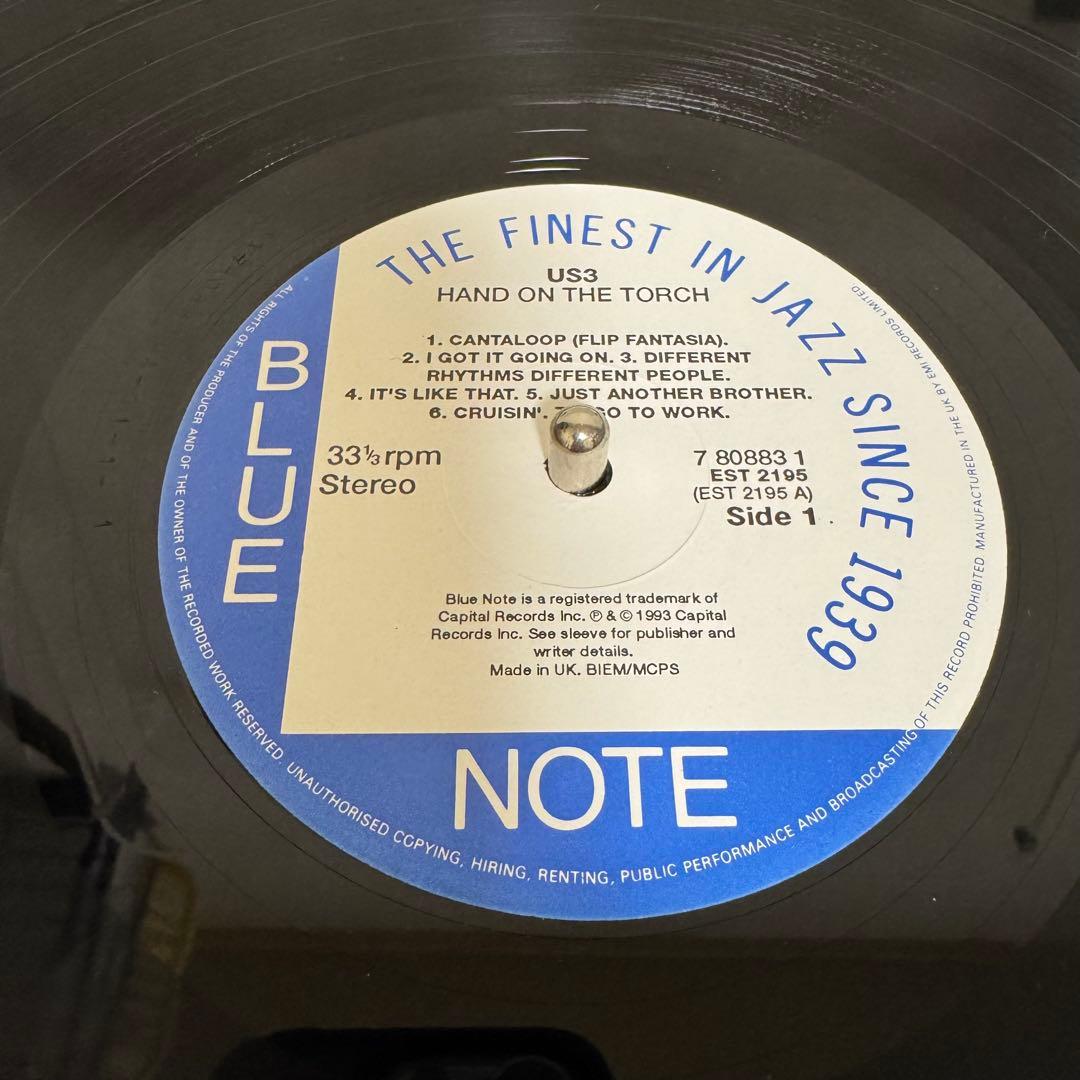 THE FINEST IN JAZZ SINCE 1939
US3
HAND ON THE TORCH
1. CANTALOOP (FLIP FANTASIA).
2. I GOT IT GOING ON. 3. DIFFERENT
RHYTHMS DIFFERENT PEOPLE.
4. IT'S LIKE THAT. 5. JUST ANOTHER BROTHER.
6. CRUISIN'. GO TO WORK.
33⅓ rpm
Stereo
7 80883 1
EST 2195
(EST 2195 A)
Side 1
Blue Note is a registered trademark of
Capital Records Inc. ℗ & © 1993 Capital
Records Inc. See sleeve for publisher and
writer details.
Made in UK. BIEM/MCPS
BLUE
NOTE
ALL RIGHTS OF THE PRODUCER AND OF THE OWNER OF THE RECORDED WORK RESERVED. UNAUTHORISED COPYING, HIRING, RENTING, PUBLIC PERFORMANCE AND BROADCASTING OF THIS RECORD PROHIBITED. MANUFACTURED IN THE UK BY EMI RECORDS LIMITED